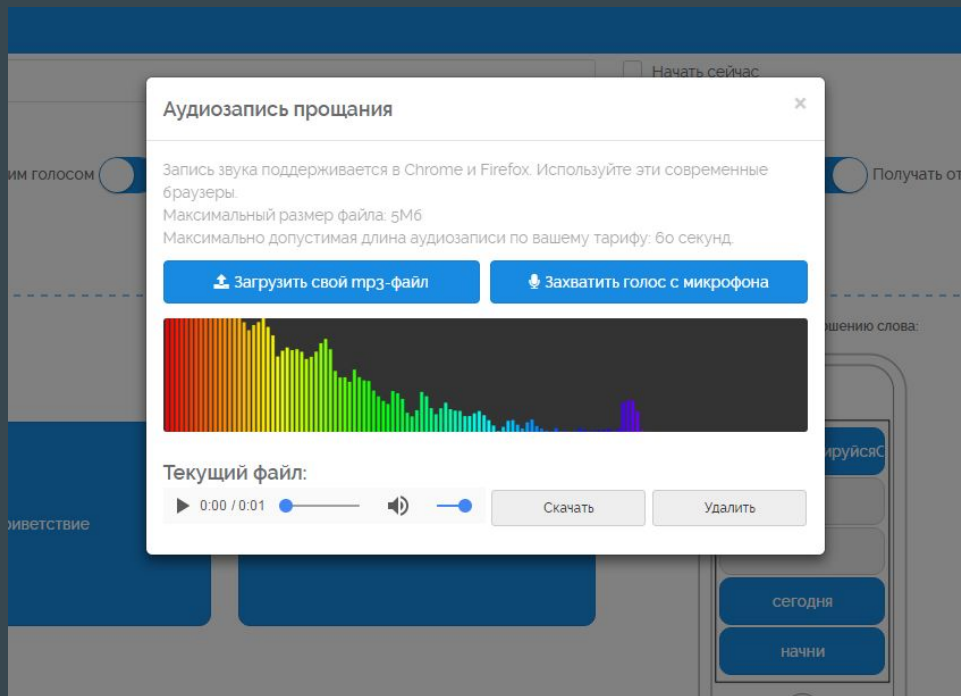 Начать сейчас
Аудиозапись прощания
×
Запись звука поддерживается в Chrome и Firefox. Используйте эти современные
браузеры.
Максимальный размер файла: 5Мб
Максимально допустимая длина аудиозаписи по вашему тарифу: 60 секунд.
им голосом
Получать от
Загрузить свой mp3-файл
Захватить голос с микрофона
ошению слова:
Текущий файл:
0:00 / 0:01
Скачать
Удалить
ируйсяС
риветствие
сегодня
начни